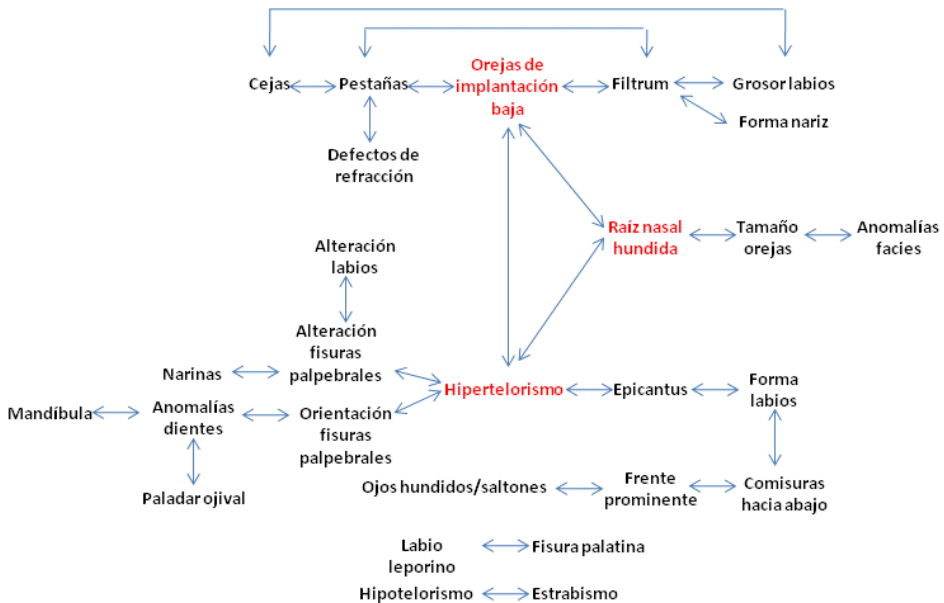 Cejas
Pestañas
Orejas de
implantación
baja
Filtrum
Grosor labios
Forma nariz
Defectos de
refracción
Raíz nasal
hundida
Tamaño
orejas
Anomalías
facies
Alteración
labios
Alteración
fisuras
palpebrales
Narinas
Hipertelorismo
Epicantus
Forma
labios
Mandíbula
Anomalías
dientes
Orientación
fisuras
palpebrales
Paladar ojival
Ojos hundidos/saltones
Frente
prominente
Comisuras
hacia abajo
Labio
leporino
Fisura palatina
Hipotelorismo
Estrabismo